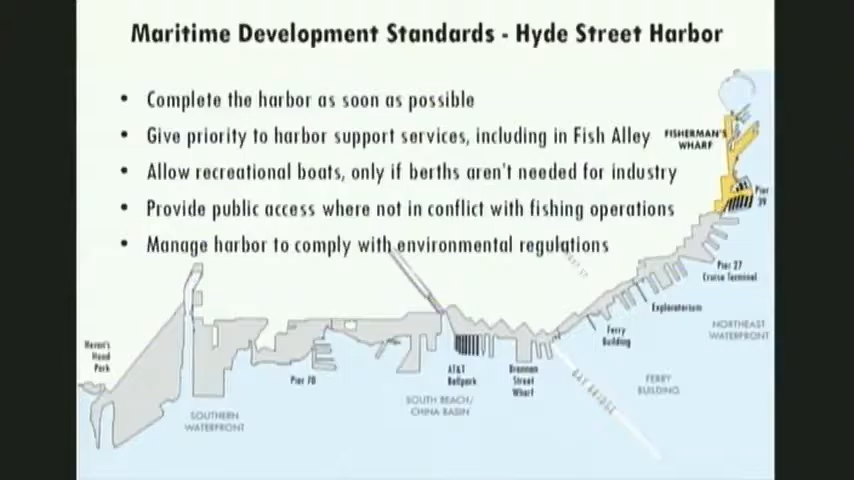 Maritime Development Standards - Hyde Street Harbor
• Complete the harbor as soon as possible
• Give priority to harbor support services, including in Fish Alley
• Allow recreational boats, only if berths aren't needed for industry
• Provide public access where not in conflict with fishing operations
• Manage harbor to comply with environmental regulations
FISHERMAN'S
WHARF
Pier
39
Pier 27
Cruise Terminal
Exploratorium
NORTHEAST
WATERFRONT
Ferry
Building
FERRY
BUILDING
BAY BRIDGE
Brannan
Street
Wharf
AT&T
Ballpark
SOUTH BEACH/
CHINA BASIN
Pier 70
SOUTHERN
WATERFRONT
Heron's
Head
Park